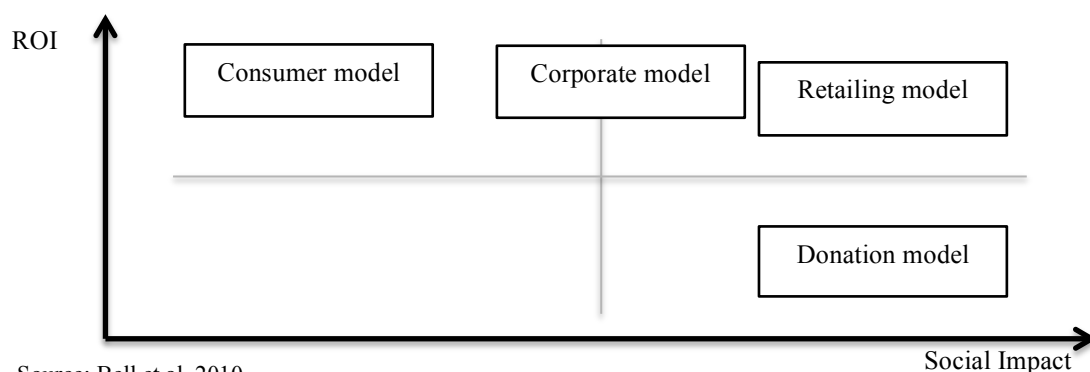 ROI
Consumer model
Corporate model
Retailing model
Donation model
Social Impact
Source: Bell et al. 2010